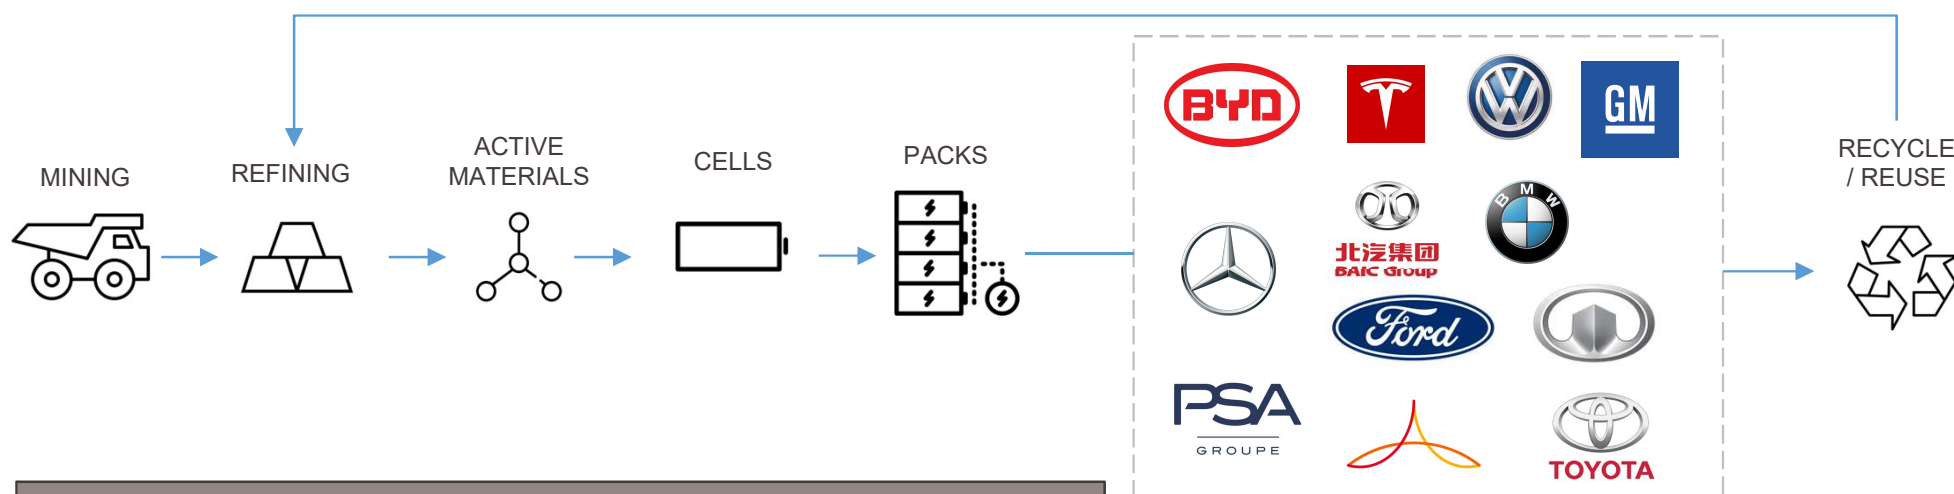 MINING
REFINING
ACTIVE
MATERIALS
CELLS
PACKS
BYD
GM
北汽集团
BAIC Group
BMW
Ford
PSA
GROUPE
TOYOTA
RECYCLE
/ REUSE